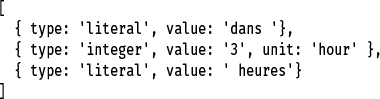 [
  { type: 'literal', value: 'dans '},
  { type: 'integer', value: '3', unit: 'hour' },
  { type: 'literal', value: ' heures'}
]